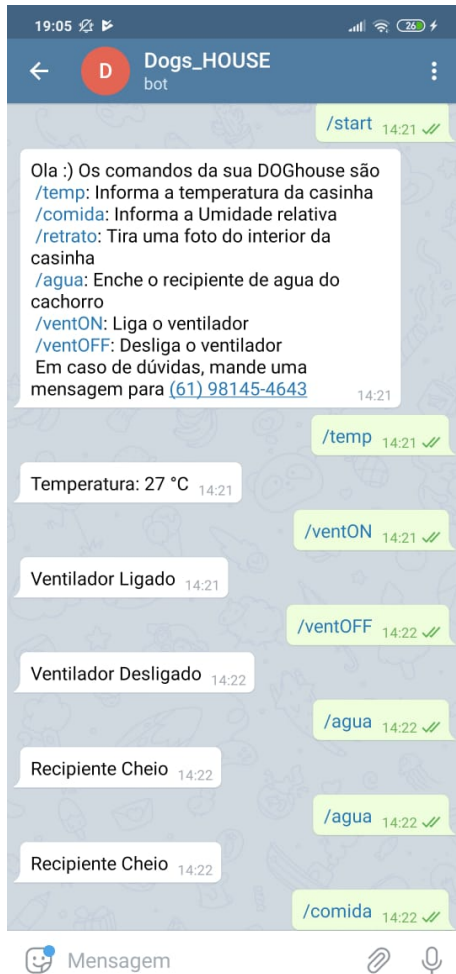 19:05
26
D
Dogs_HOUSE
bot
/start 14:21
Ola :) Os comandos da sua DOGhouse são
/temp: Informa a temperatura da casinha
/comida: Informa a Umidade relativa
/retrato: Tira uma foto do interior da
casinha
/agua: Enche o recipiente de agua do
cachorro
/ventON: Liga o ventilador
/ventOFF: Desliga o ventilador
Em caso de dúvidas, mande uma
mensagem para (61) 98145-4643 14:21
/temp 14:21
Temperatura: 27 °C 14:21
/ventON 14:21
Ventilador Ligado 14:21
/ventOFF 14:22
Ventilador Desligado 14:22
/agua 14:22
Recipiente Cheio 14:22
/agua 14:22
Recipiente Cheio 14:22
/comida 14:22
Mensagem